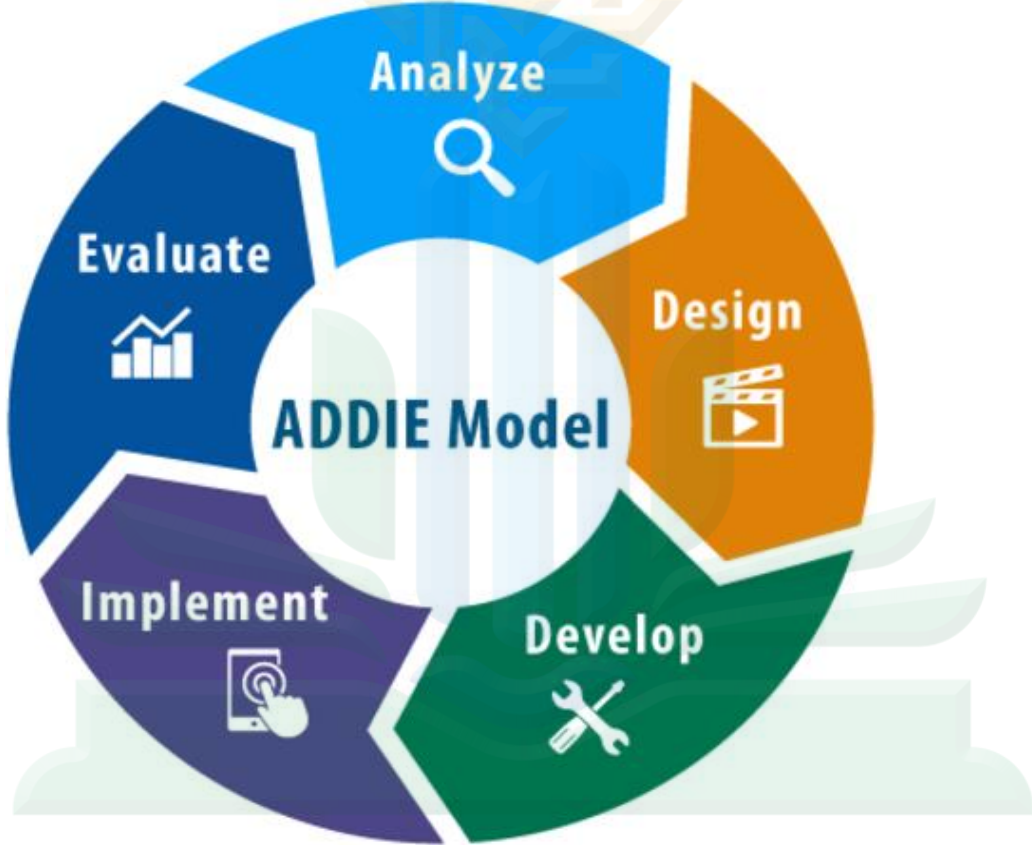 Analyze
Design
Develop
Implement
Evaluate
ADDIE Model